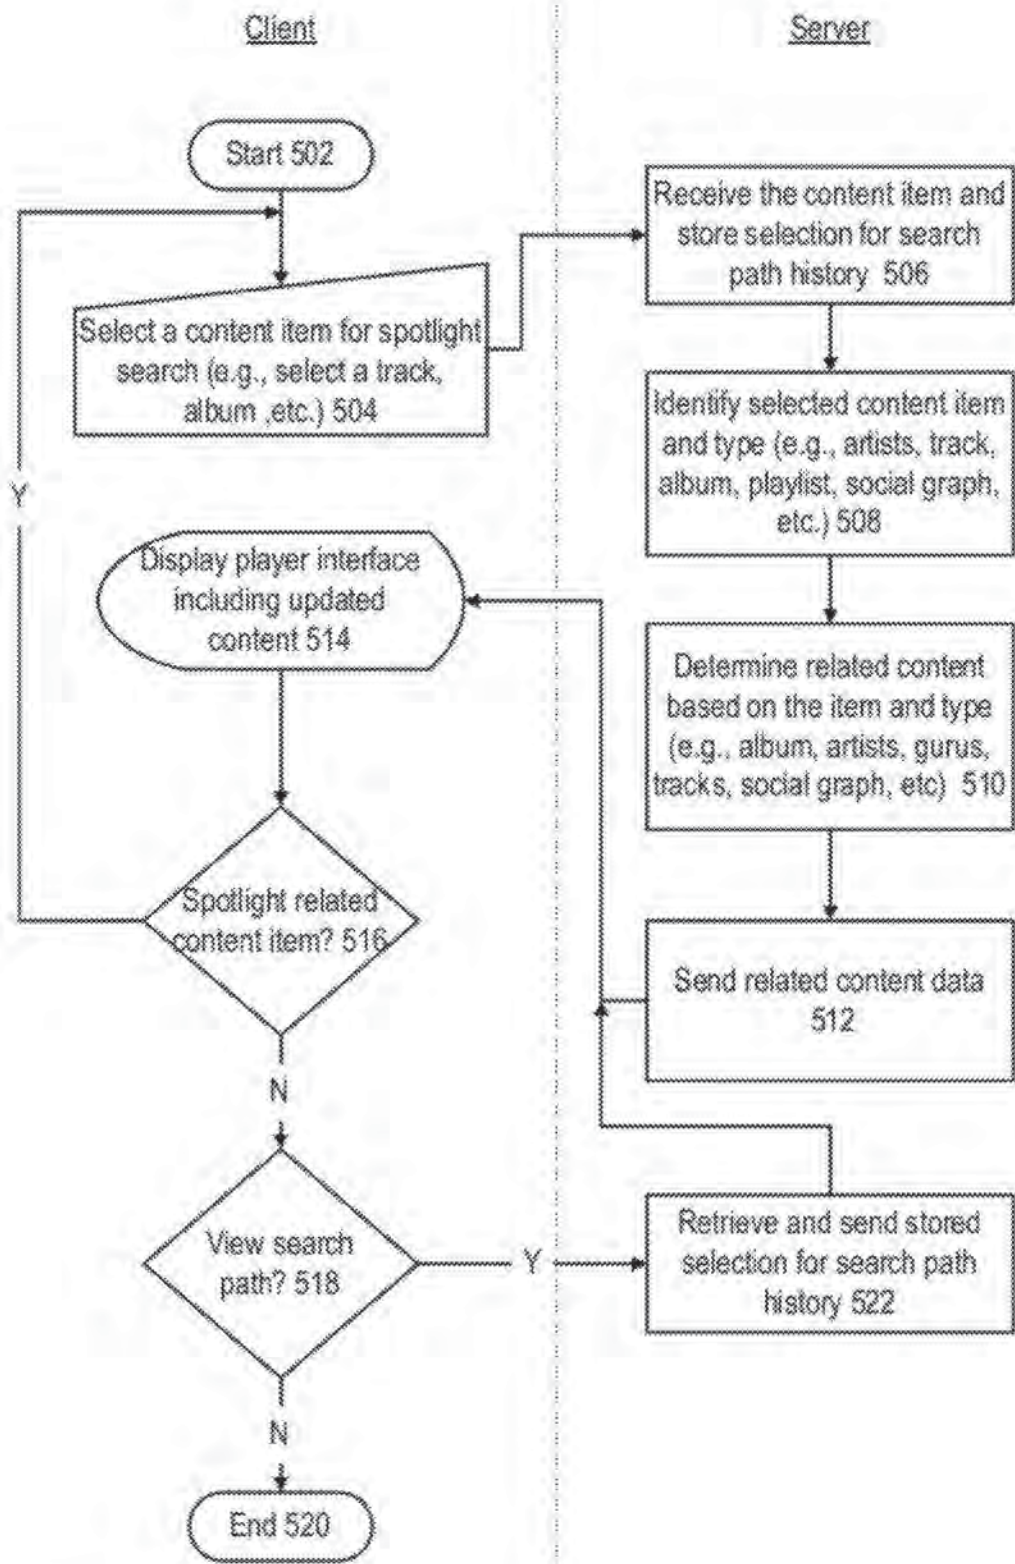 Client
Server
Start 502
Select a content item for spotlight
search (e.g., select a track,
album ,etc.) 504
Receive the content item and
store selection for search
path history 506
Identify selected content item
and type (e.g., artists, track,
album, playlist, social graph,
etc.) 508
Y
Display player interface
including updated
content 514
Determine related content
based on the item and type
(e.g., album, artists, gurus,
tracks, social graph, etc) 510
Spotlight related
content item? 516
Send related content data
512
N
View search
path? 518
Y
Retrieve and send stored
selection for search path
history 522
N
End 520